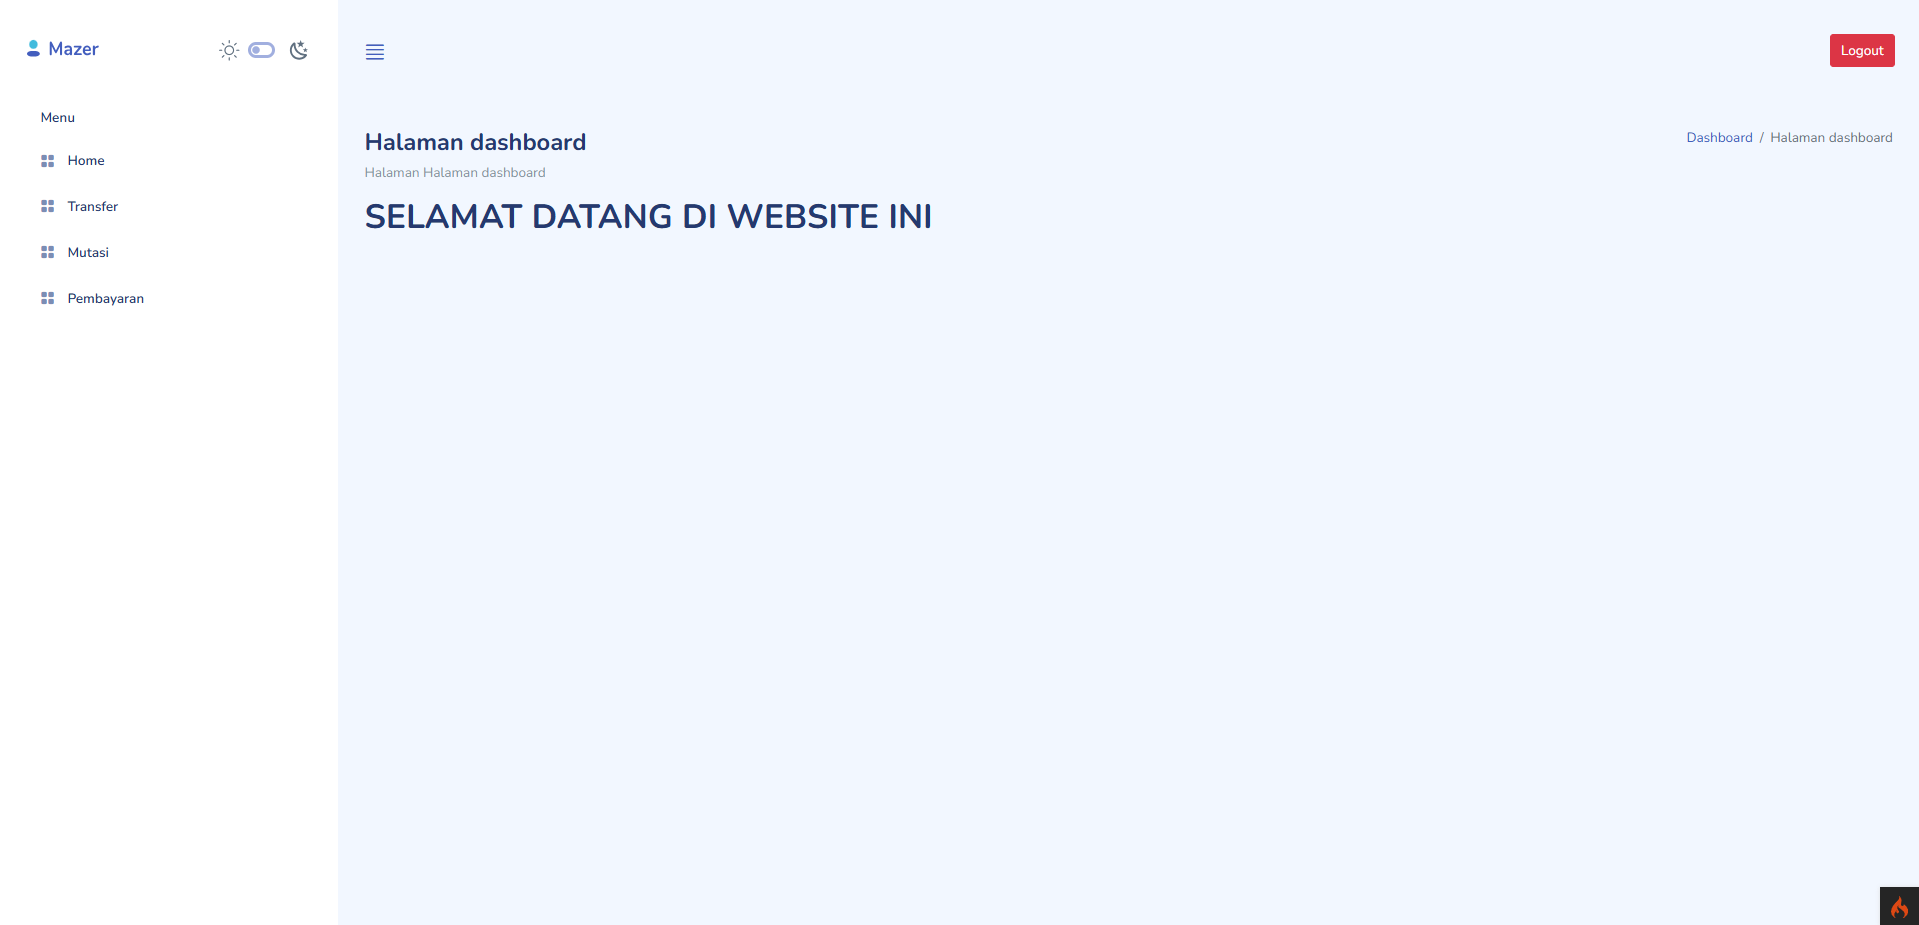 Mazer
Menu
Home
Transfer
Mutasi
Pembayaran
Logout
Halaman dashboard
Halaman Halaman dashboard
Dashboard / Halaman dashboard
SELAMAT DATANG DI WEBSITE INI